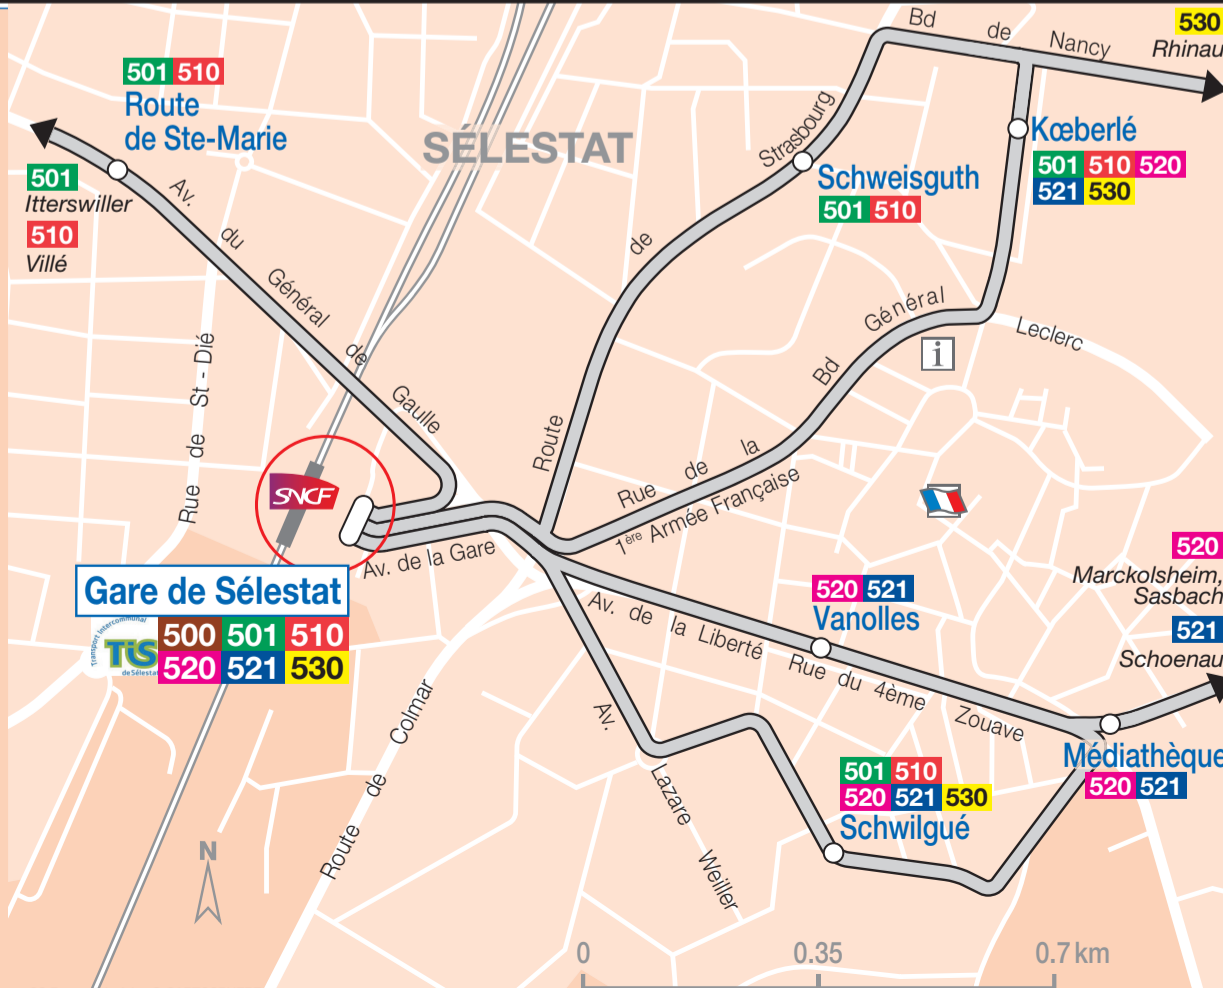 Bd de Nancy
530
Rhinau
501 510
Route
de Ste-Marie
SÉLESTAT
Kœberlé
501 510 520
521 530
Strasbourg
de
Route
Schweisguth
501 510
501
Itterswiller
510
Villé
Av. du Général de Gaulle
Rue de St - Dié
Bd Général Leclerc
i
SNCF
Rue de la
1ère Armée Française
Av. de la Gare
Gare de Sélestat
Transport Intercommunal
TIS
de Sélestat
500 501 510
520 521 530
520
Marckolsheim,
Sasbach
521
Schoenau
520 521
Vanolles
Av. de la Liberté
Rue du 4ème Zouave
Route de Colmar
Av. Lazare Weiller
Médiathèque
520 521
501 510
520 521 530
Schwilgué
N
0 0.35 0.7 km